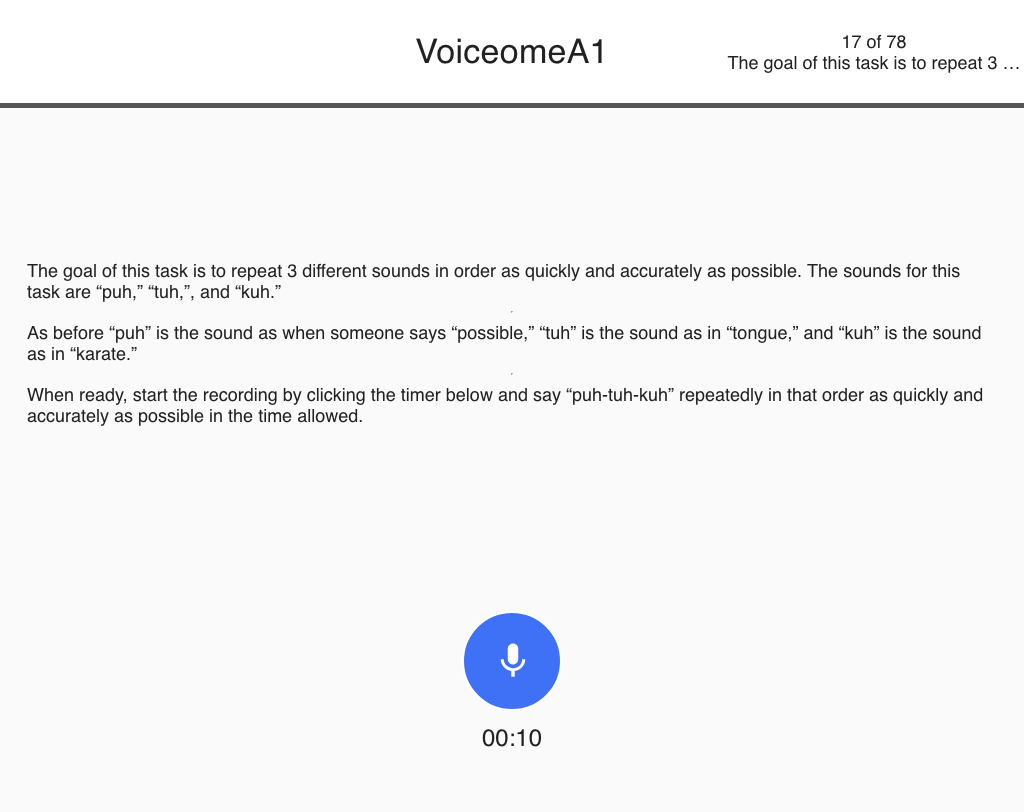 VoiceomeA1
17 of 78
The goal of this task is to repeat 3 …
The goal of this task is to repeat 3 different sounds in order as quickly and accurately as possible. The sounds for this
task are “puh,” “tuh,”, and “kuh.”
As before “puh” is the sound as when someone says “possible,” “tuh” is the sound as in “tongue,” and “kuh” is the sound
as in “karate.”
When ready, start the recording by clicking the timer below and say “puh-tuh-kuh” repeatedly in that order as quickly and
accurately as possible in the time allowed.
00:10